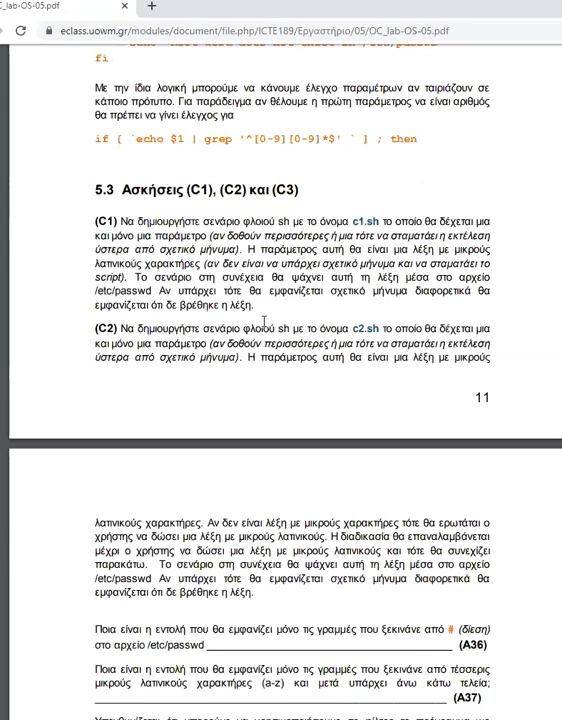 C_lab-OS-05.pdf
eclass.uowm.gr/modules/document/file.php/ICTE189/Εργαστήριο/05/OC_lab-OS-05.pdf
fi
Με την ίδια λογική μπορούμε να κάνουμε έλεγχο παραμέτρων αν ταιριάζουν σε
κάποιο πρότυπο. Για παράδειγμα αν θέλουμε η πρώτη παράμετρος να είναι αριθμός
θα πρέπει να γίνει έλεγχος για
if [ `echo $1 | grep '^[0-9][0-9]*$' ` ] ; then
5.3 Ασκήσεις (C1), (C2) και (C3)
(C1) Να δημιουργήστε σενάριο φλοιού sh με το όνομα c1.sh το οποίο θα δέχεται μια
και μόνο μια παράμετρο (αν δοθούν περισσότερες ή μια τότε να σταματάει η εκτέλεση
ύστερα από σχετικό μήνυμα). Η παράμετρος αυτή θα είναι μια λέξη με μικρούς
λατινικούς χαρακτήρες (αν δεν είναι να υπάρχει σχετικό μήνυμα και να σταματάει το
script). Το σενάριο στη συνέχεια θα ψάχνει αυτή τη λέξη μέσα στο αρχείο
/etc/passwd Αν υπάρχει τότε θα εμφανίζεται σχετικό μήνυμα διαφορετικά θα
εμφανίζεται ότι δε βρέθηκε η λέξη.
(C2) Να δημιουργήστε σενάριο φλοιού sh με το όνομα c2.sh το οποίο θα δέχεται μια
και μόνο μια παράμετρο (αν δοθούν περισσότερες ή μια τότε να σταματάει η εκτέλεση
ύστερα από σχετικό μήνυμα). Η παράμετρος αυτή θα είναι μια λέξη με μικρούς
11
λατινικούς χαρακτήρες. Αν δεν είναι λέξη με μικρούς χαρακτήρες τότε θα ερωτάται ο
χρήστης να δώσει μια λέξη με μικρούς λατινικούς. Η διαδικασία θα επαναλαμβάνεται
μέχρι ο χρήστης να δώσει μια λέξη με μικρούς λατινικούς και τότε θα συνεχίζει
παρακάτω. Το σενάριο στη συνέχεια θα ψάχνει αυτή τη λέξη μέσα στο αρχείο
/etc/passwd Αν υπάρχει τότε θα εμφανίζεται σχετικό μήνυμα διαφορετικά θα
εμφανίζεται ότι δε βρέθηκε η λέξη.
Ποια είναι η εντολή που θα εμφανίζει μόνο τις γραμμές που ξεκινάνε από # (δίεση)
στο αρχείο /etc/passwd (A36)
Ποια είναι η εντολή που θα εμφανίζει μόνο τις γραμμές που ξεκινάνε από τέσσερις
μικρούς λατινικούς χαρακτήρες (a-z) και μετά υπάρχει άνω κάτω τελεία;
(A37)